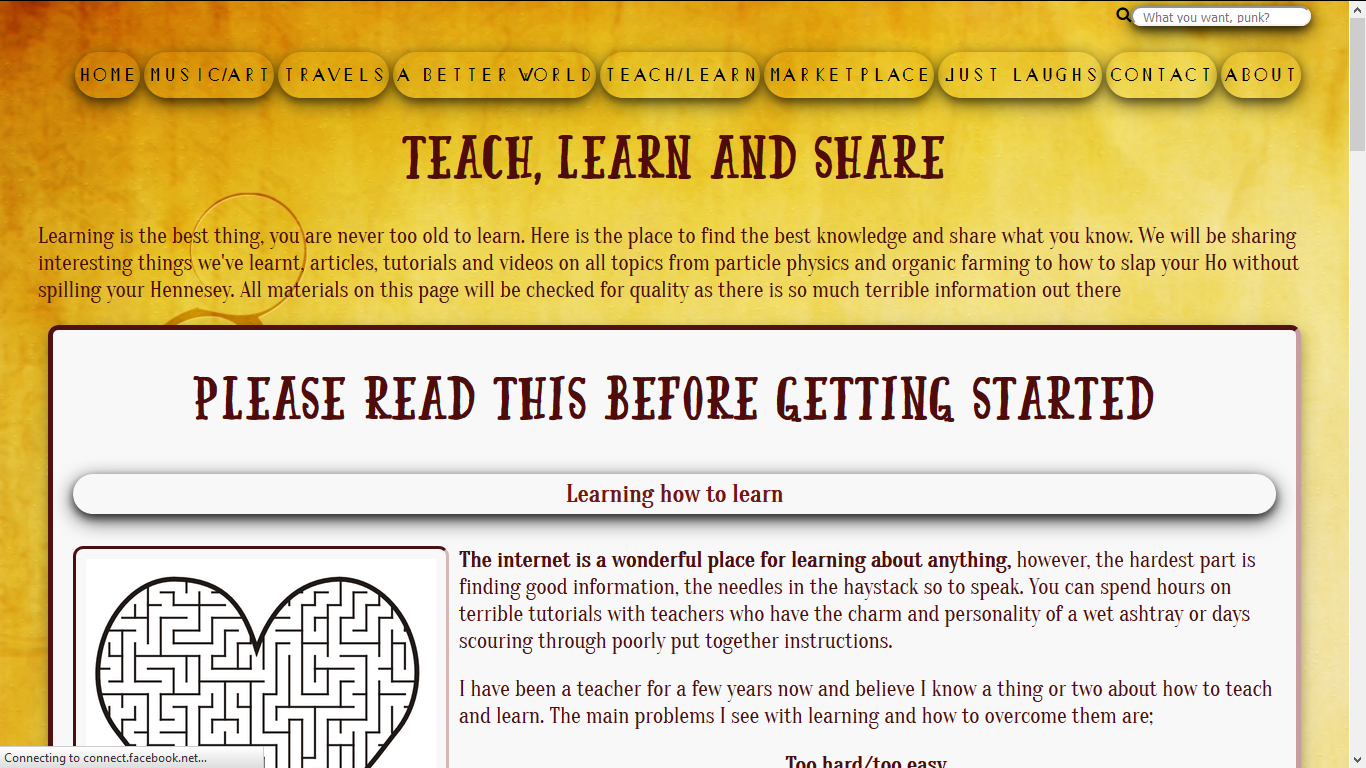 What you want, punk?
HOME MUSIC/ART TRAVELS A BETTER WORLD TEACH/LEARN MARKETPLACE JUST LAUGHS CONTACT ABOUT
TEACH, LEARN AND SHARE
Learning is the best thing, you are never too old to learn. Here is the place to find the best knowledge and share what you know. We will be sharing
interesting things we've learnt, articles, tutorials and videos on all topics from particle physics and organic farming to how to slap your Ho without
spilling your Hennesey. All materials on this page will be checked for quality as there is so much terrible information out there
PLEASE READ THIS BEFORE GETTING STARTED
Learning how to learn
The internet is a wonderful place for learning about anything, however, the hardest part is
finding good information, the needles in the haystack so to speak. You can spend hours on
terrible tutorials with teachers who have the charm and personality of a wet ashtray or days
scouring through poorly put together instructions.
I have been a teacher for a few years now and believe I know a thing or two about how to teach
and learn. The main problems I see with learning and how to overcome them are;
Too hard/too easy
Connecting to connect.facebook.net...